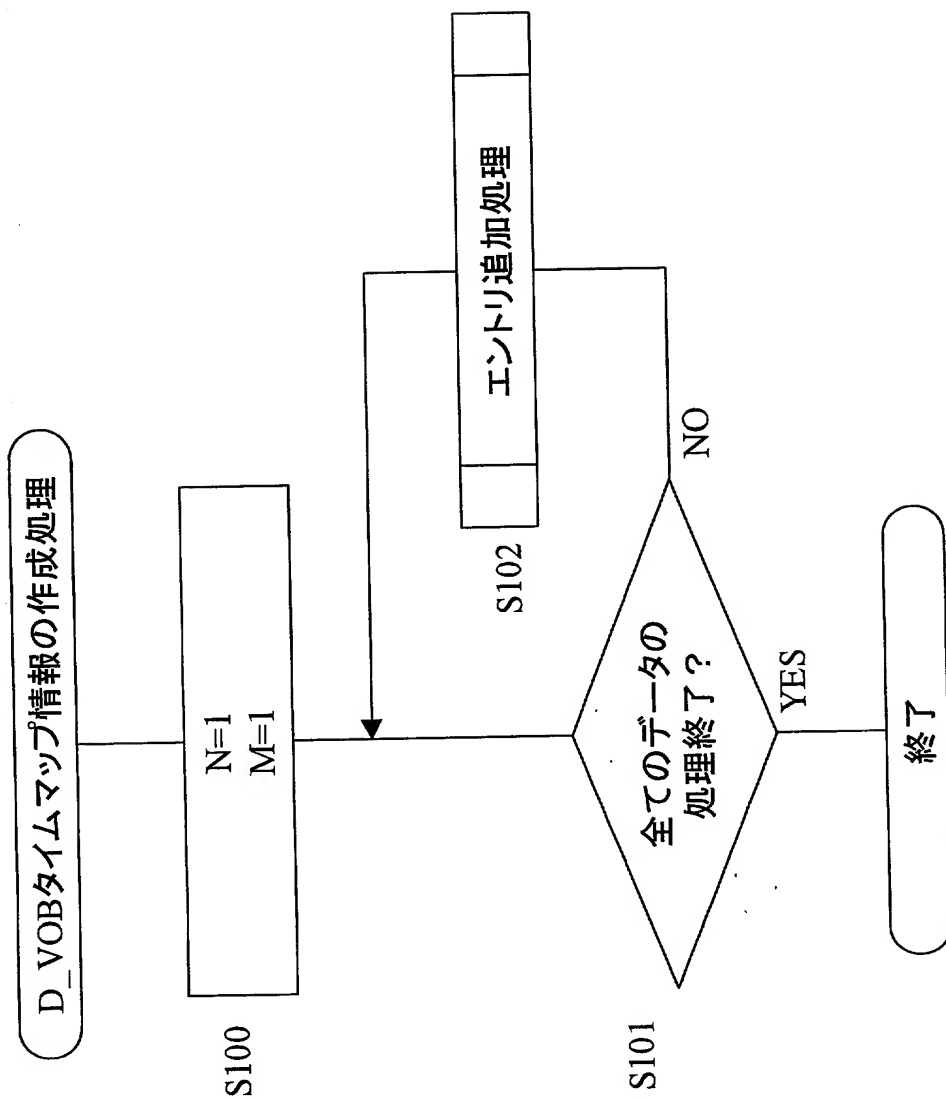 D_VOBタイムマップ情報の作成処理
S100
N=1
M=1
S101
全てのデータの
処理終了？
NO
S102
エントリ追加処理
YES
終了